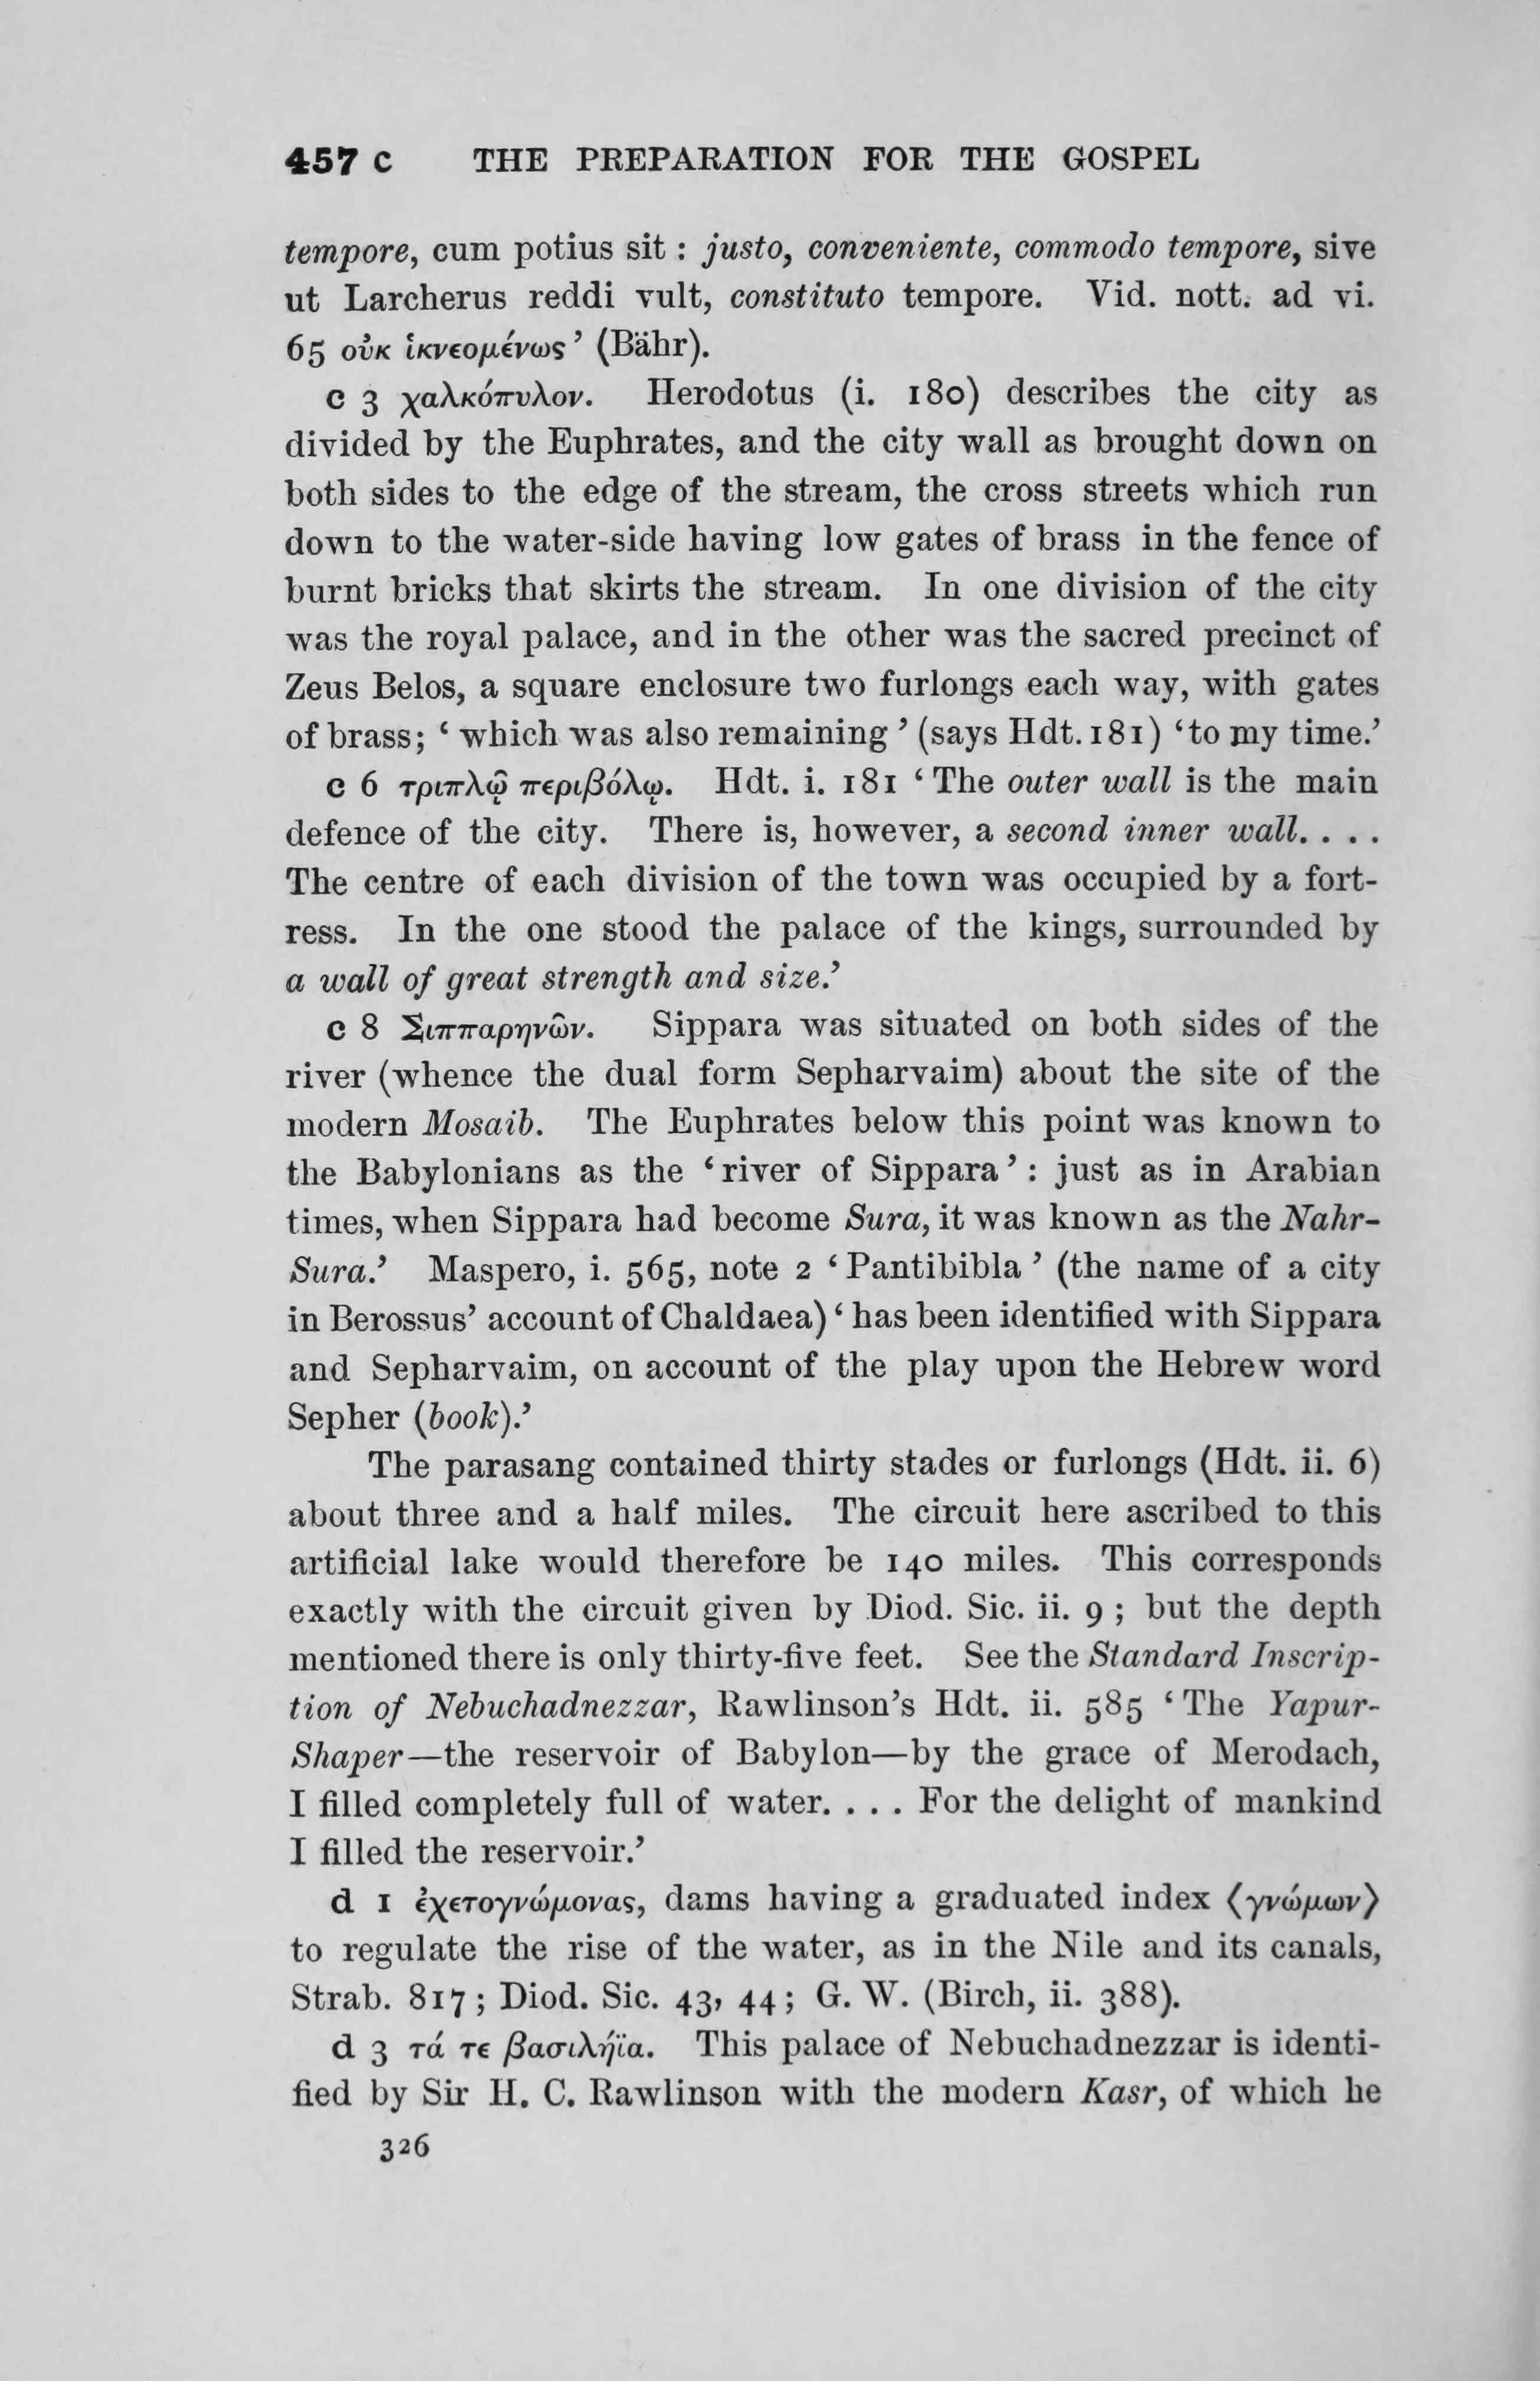 457 c THE PREPARATION FOR THE GOSPEL
tempore, cum potius sit : justo, conveniente, commodo tempore, sive
ut Larcherus reddi vult, constituto tempore. Vid. nott. ad vi.
65 οὐκ ἱκνεομένως ’ (Bähr).
c 3 χαλκόπυλον. Herodotus (i. 180) describes the city as
divided by the Euphrates, and the city wall as brought down on
both sides to the edge of the stream, the cross streets which run
down to the water-side having low gates of brass in the fence of
burnt bricks that skirts the stream. In one division of the city
was the royal palace, and in the other was the sacred precinct of
Zeus Belos, a square enclosure two furlongs each way, with gates
of brass; ‘ which was also remaining ’ (says Hdt. 181) ‘to my time.’
c 6 τριπλῷ περιβόλῳ. Hdt. i. 181 ‘ The outer wall is the main
defence of the city. There is, however, a second inner wall. . . .
The centre of each division of the town was occupied by a fort-
ress. In the one stood the palace of the kings, surrounded by
a wall of great strength and size.’
c 8 Σιππαρηνῶν. Sippara was situated on both sides of the
river (whence the dual form Sepharvaim) about the site of the
modern Mosaib. The Euphrates below this point was known to
the Babylonians as the ‘ river of Sippara ’ : just as in Arabian
times, when Sippara had become Sura, it was known as the Nahr-
Sura.’ Maspero, i. 565, note 2 ‘ Pantibibla ’ (the name of a city
in Berossus’ account of Chaldaea) ‘ has been identified with Sippara
and Sepharvaim, on account of the play upon the Hebrew word
Sepher (book).’
The parasang contained thirty stades or furlongs (Hdt. ii. 6)
about three and a half miles. The circuit here ascribed to this
artificial lake would therefore be 140 miles. This corresponds
exactly with the circuit given by Diod. Sic. ii. 9 ; but the depth
mentioned there is only thirty-five feet. See the Standard Inscrip-
tion of Nebuchadnezzar, Rawlinson’s Hdt. ii. 585 ‘ The Yapur-
Shaper—the reservoir of Babylon—by the grace of Merodach,
I filled completely full of water. . . . For the delight of mankind
I filled the reservoir.’
d 1 ἐχετογνώμονας, dams having a graduated index ⟨γνώμων⟩
to regulate the rise of the water, as in the Nile and its canals,
Strab. 817 ; Diod. Sic. 43, 44 ; G. W. (Birch, ii. 388).
d 3 τά τε βασιλήϊα. This palace of Nebuchadnezzar is identi-
fied by Sir H. C. Rawlinson with the modern Kasr, of which he
326